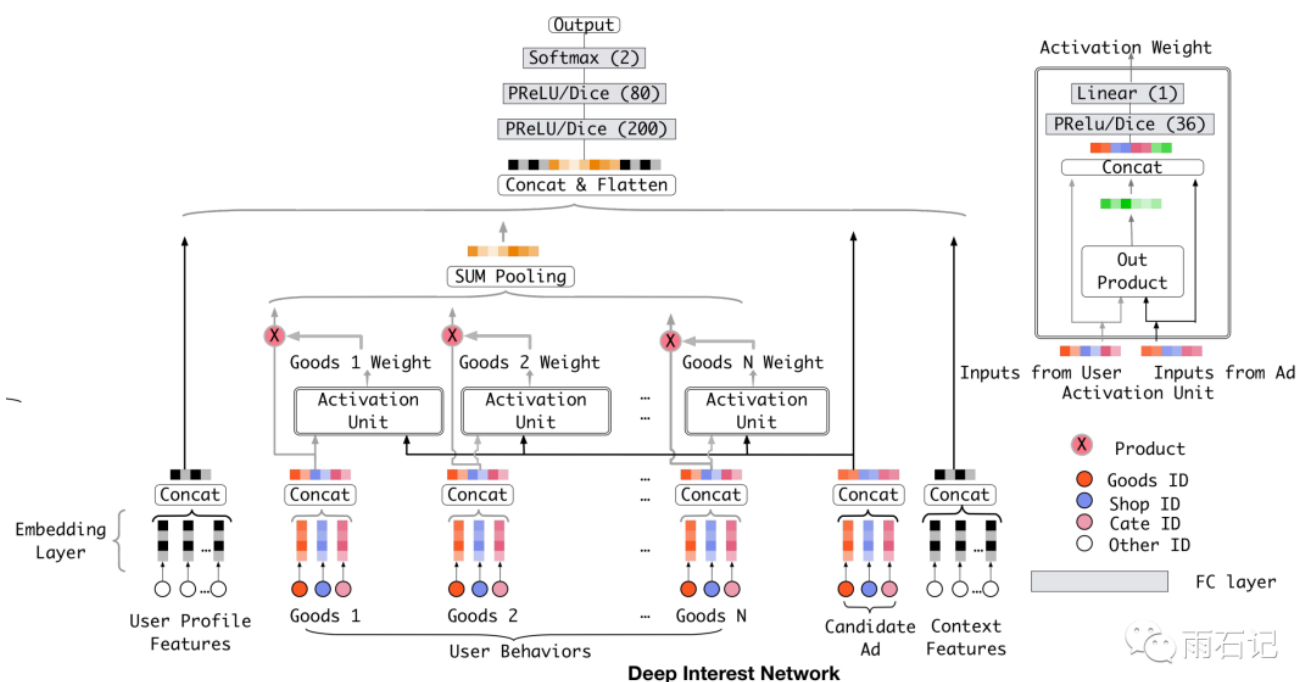 Output
Softmax (2)
PReLU/Dice (80)
PReLU/Dice (200)
Concat & Flatten
SUM Pooling
X
X
X
Goods 1 Weight
Goods 2 Weight
Goods N Weight
Activation
Unit
Activation
Unit
...
...
Activation
Unit
Concat
Concat
Concat
...
...
Concat
Concat
Concat
Embedding
Layer
...
...
...
...
...
User Profile
Features
Goods 1
Goods 2
...
Goods N
Candidate
Ad
Context
Features
User Behaviors
Activation Weight
Linear (1)
PRelu/Dice (36)
Concat
Out
Product
Inputs from User
Inputs from Ad
Activation Unit
X
Product
Goods ID
Shop ID
Cate ID
Other ID
FC layer
雨石记
Deep Interest Network